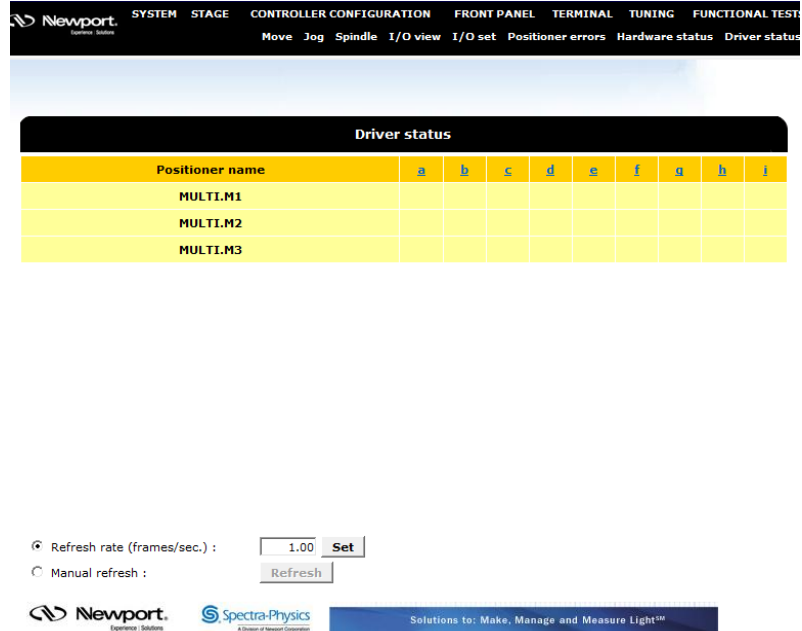 Newport.
Experience | Solutions
SYSTEM STAGE CONTROLLER CONFIGURATION FRONT PANEL TERMINAL TUNING FUNCTIONAL TESTS
Move Jog Spindle I/O view I/O set Positioner errors Hardware status Driver status
Driver status
Positioner name a b c d e f g h i
MULTI.M1
MULTI.M2
MULTI.M3
Refresh rate (frames/sec.) : 1.00 Set
Manual refresh : Refresh
Newport.
Experience | Solutions
Spectra-Physics
A Division of Newport Corporation
Solutions to: Make, Manage and Measure Light℠